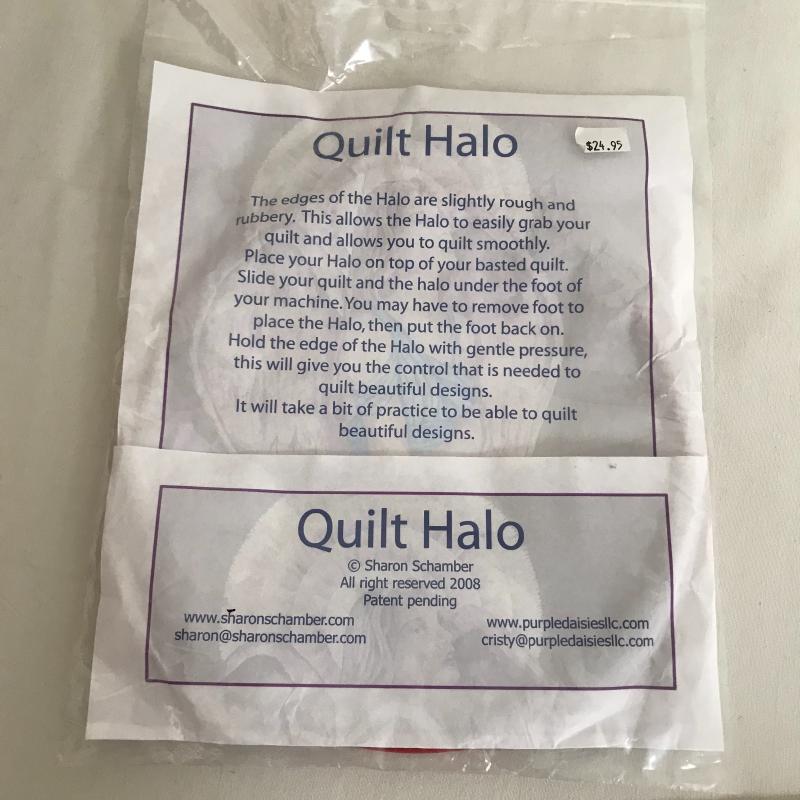 Quilt Halo
$24.95
The edges of the Halo are slightly rough and
rubbery. This allows the Halo to easily grab your
quilt and allows you to quilt smoothly.
Place your Halo on top of your basted quilt.
Slide your quilt and the halo under the foot of
your machine. You may have to remove foot to
place the Halo, then put the foot back on.
Hold the edge of the Halo with gentle pressure,
this will give you the control that is needed to
quilt beautiful designs.
It will take a bit of practice to be able to quilt
beautiful designs.
Quilt Halo
© Sharon Schamber
All right reserved 2008
Patent pending
www.sharonschamber.com
sharon@sharonschamber.com
www.purpledaisiesllc.com
cristy@purpledaisiesllc.com